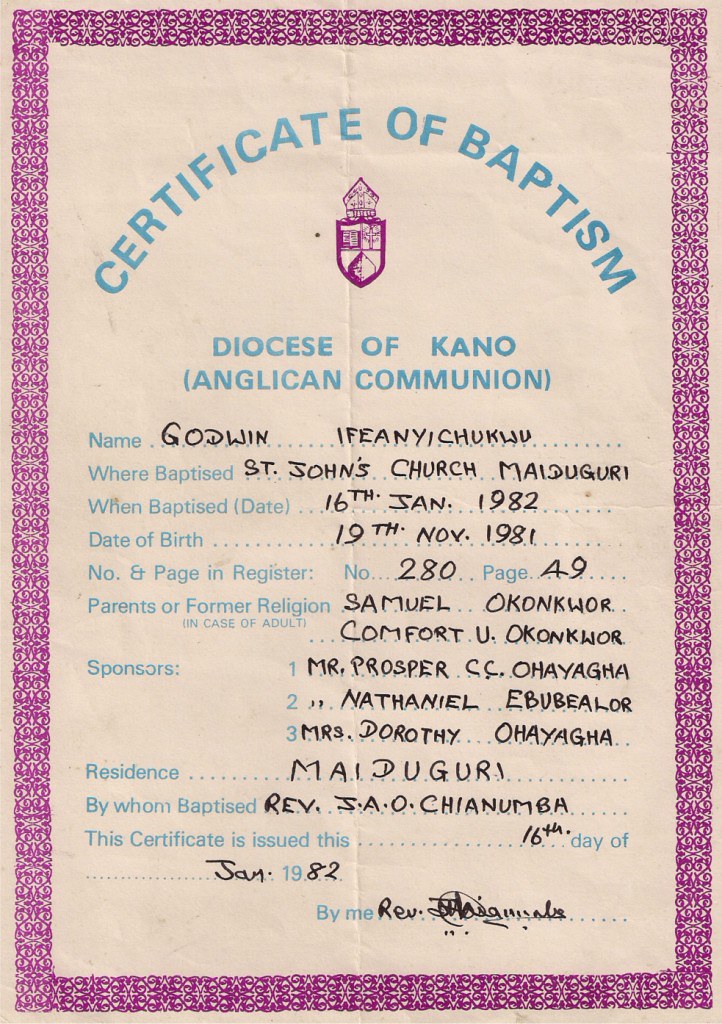 CERTIFICATE OF BAPTISM
DIOCESE OF KANO
(ANGLICAN COMMUNION)
Name GODWIN IFEANYICHUKWU
Where Baptised ST. JOHN'S CHURCH MAIDUGURI
When Baptised (Date) 16TH. JAN. 1982
Date of Birth 19TH. NOV. 1981
No. & Page in Register: No. 280 Page 49
Parents or Former Religion SAMUEL OKONKWOR
(IN CASE OF ADULT)
COMFORT U. OKONKWOR
Sponsors: 1 MR. PROSPER C.C. OHAYAGHA
2 ,, NATHANIEL EBUBEALOR
3 MRS. DOROTHY OHAYAGHA
Residence MAIDUGURI
By whom Baptised REV. J.A.O. CHIANUMBA
This Certificate is issued this 16th. day of
Jan. 1982
By me Rev.